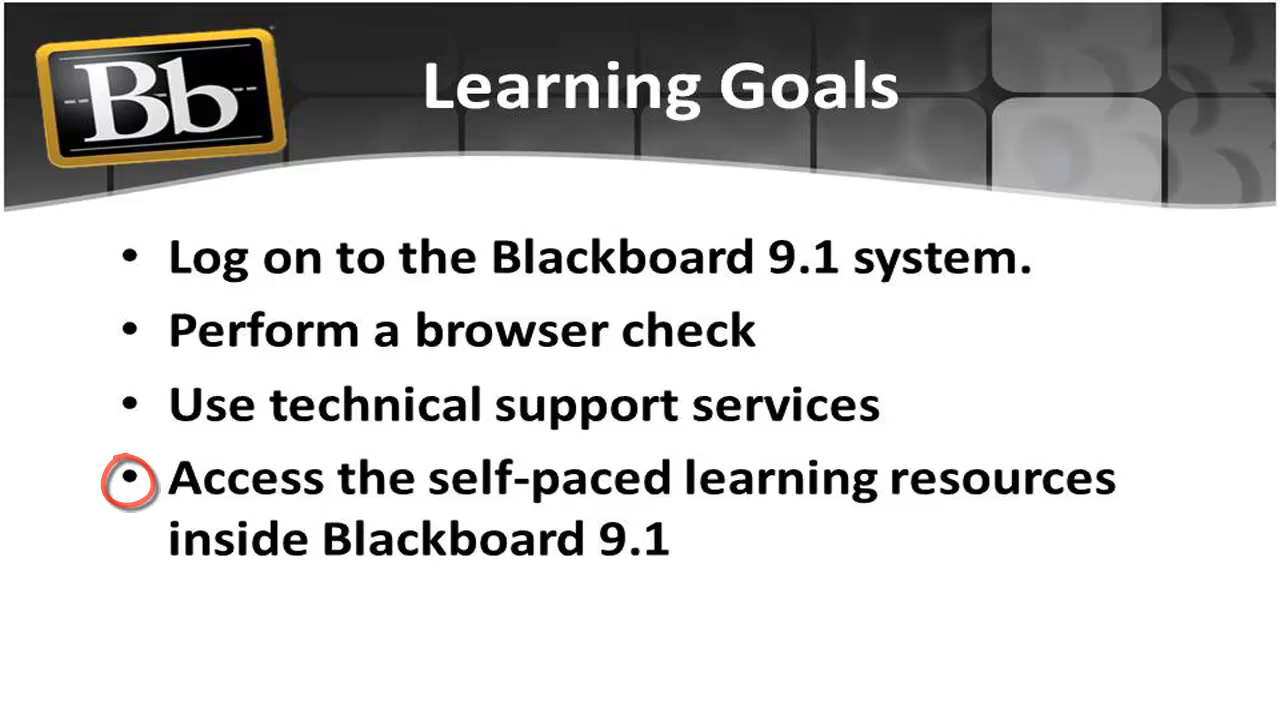 Bb
Learning Goals
• Log on to the Blackboard 9.1 system.
• Perform a browser check
• Use technical support services
• Access the self-paced learning resources
inside Blackboard 9.1